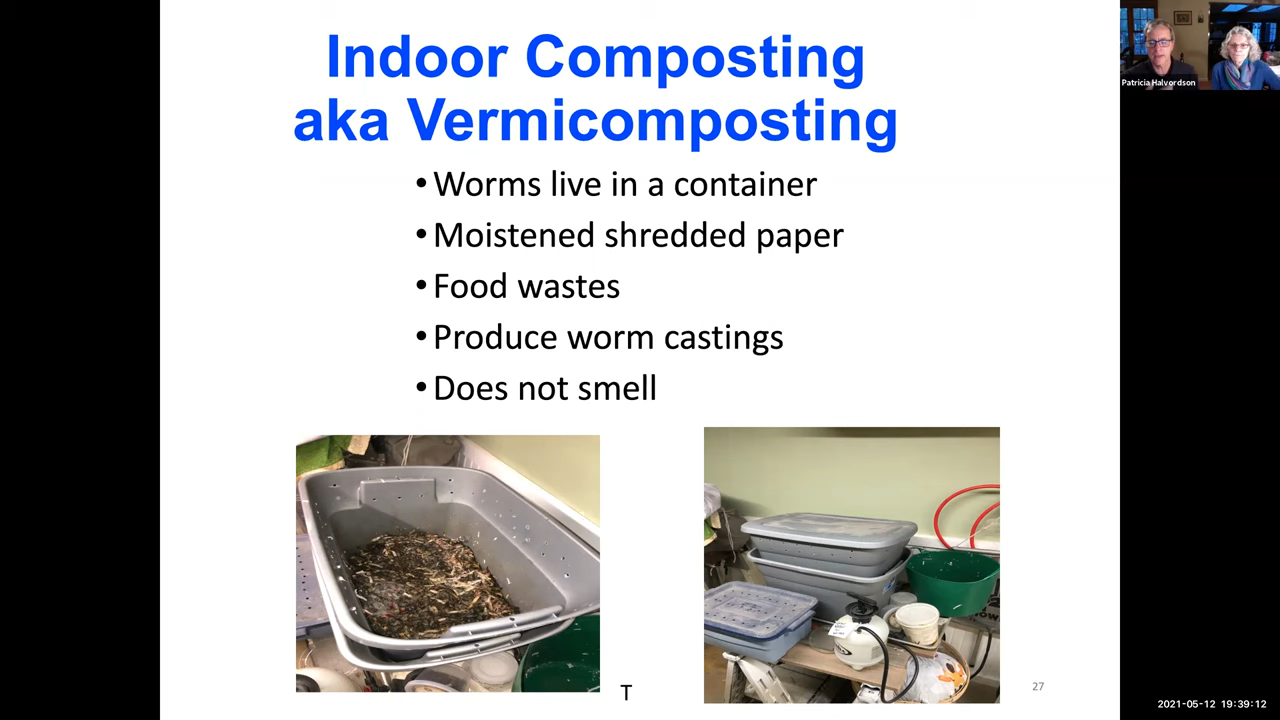 Indoor Composting
aka Vermicomposting
• Worms live in a container
• Moistened shredded paper
• Food wastes
• Produce worm castings
• Does not smell
T
27
Patricia Halvordson
2021-05-12 19:39:12